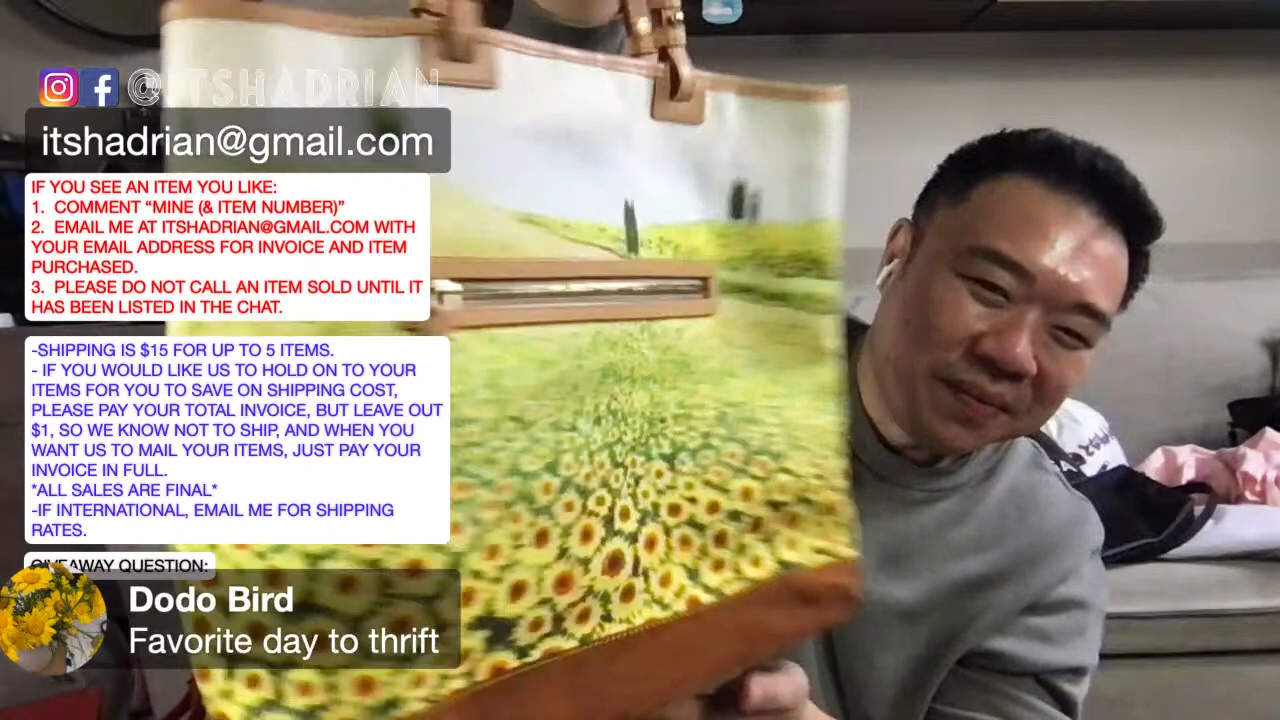 @ITSHADRIAN
itshadrian@gmail.com
IF YOU SEE AN ITEM YOU LIKE:
1. COMMENT “MINE (& ITEM NUMBER)”
2. EMAIL ME AT ITSHADRIAN@GMAIL.COM WITH
YOUR EMAIL ADDRESS FOR INVOICE AND ITEM
PURCHASED.
3. PLEASE DO NOT CALL AN ITEM SOLD UNTIL IT
HAS BEEN LISTED IN THE CHAT.
-SHIPPING IS $15 FOR UP TO 5 ITEMS.
- IF YOU WOULD LIKE US TO HOLD ON TO YOUR
ITEMS FOR YOU TO SAVE ON SHIPPING COST,
PLEASE PAY YOUR TOTAL INVOICE, BUT LEAVE OUT
$1, SO WE KNOW NOT TO SHIP, AND WHEN YOU
WANT US TO MAIL YOUR ITEMS, JUST PAY YOUR
INVOICE IN FULL.
*ALL SALES ARE FINAL*
-IF INTERNATIONAL, EMAIL ME FOR SHIPPING
RATES.
GIVEAWAY QUESTION:
Dodo Bird
Favorite day to thrift